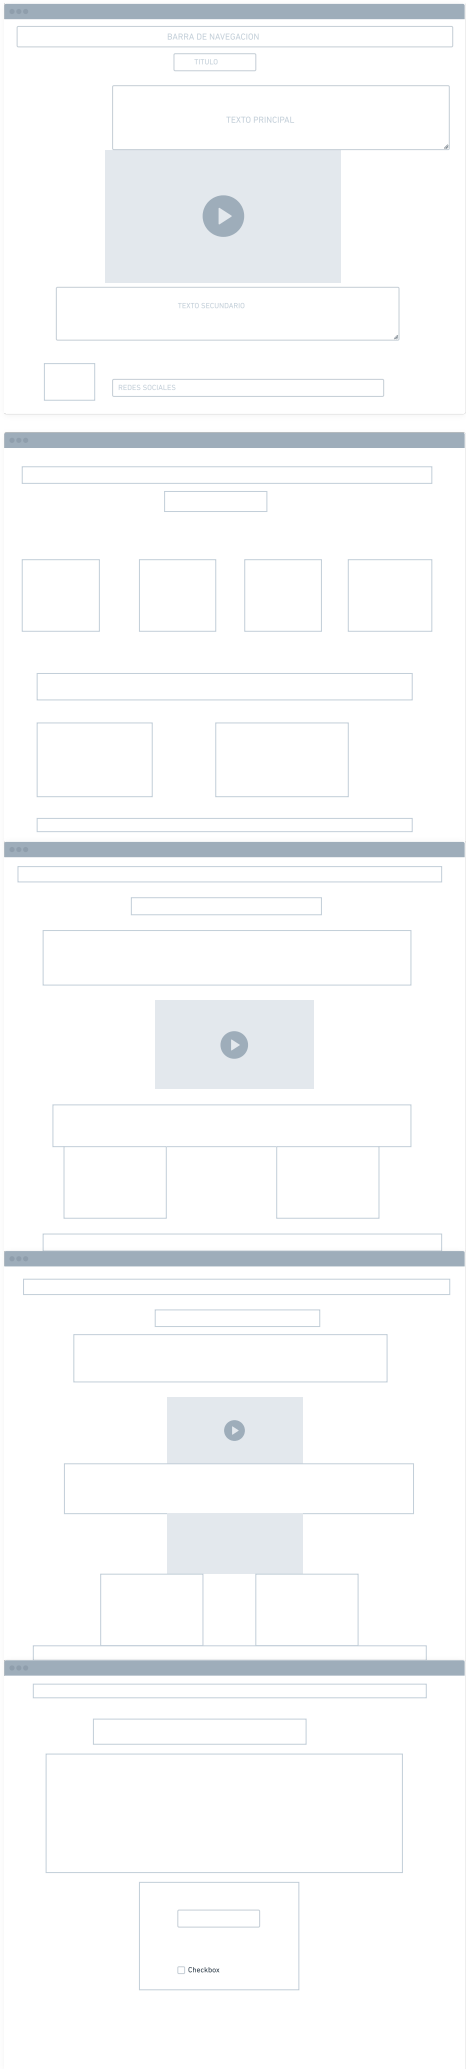 BARRA DE NAVEGACION
TITULO
TEXTO PRINCIPAL
TEXTO SECUNDARIO
REDES SOCIALES
Checkbox